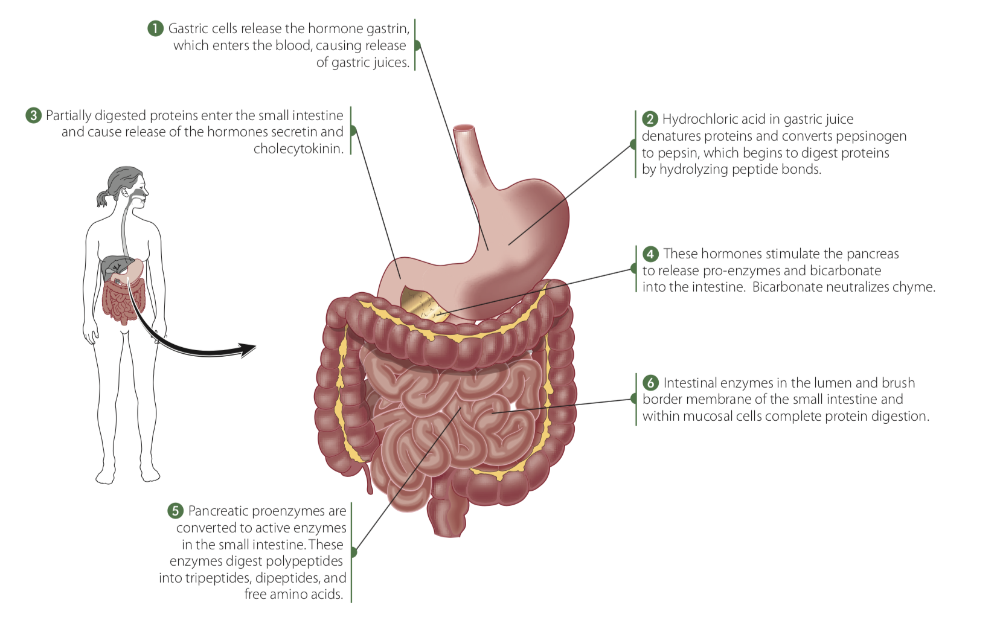 1 Gastric cells release the hormone gastrin,
which enters the blood, causing release
of gastric juices.
2 Hydrochloric acid in gastric juice
denatures proteins and converts pepsinogen
to pepsin, which begins to digest proteins
by hydrolyzing peptide bonds.
3 Partially digested proteins enter the small intestine
and cause release of the hormones secretin and
cholecytokinin.
4 These hormones stimulate the pancreas
to release pro-enzymes and bicarbonate
into the intestine. Bicarbonate neutralizes chyme.
5 Pancreatic proenzymes are
converted to active enzymes
in the small intestine. These
enzymes digest polypeptides
into tripeptides, dipeptides, and
free amino acids.
6 Intestinal enzymes in the lumen and brush
border membrane of the small intestine and
within mucosal cells complete protein digestion.